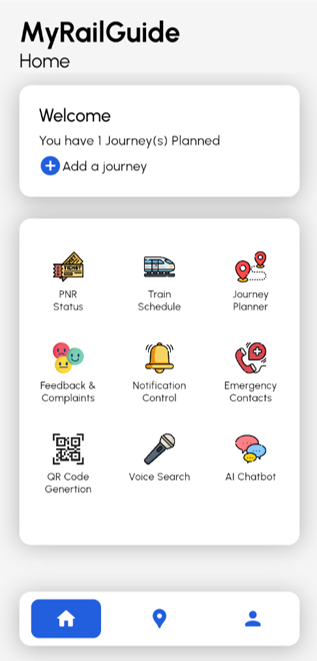 MyRailGuide
Home
Welcome
You have 1 Journey(s) Planned
Add a journey
PNR
Status
Train
Schedule
Journey
Planner
Feedback &
Complaints
Notification
Control
Emergency
Contacts
QR Code
Genertion
Voice Search
AI Chatbot